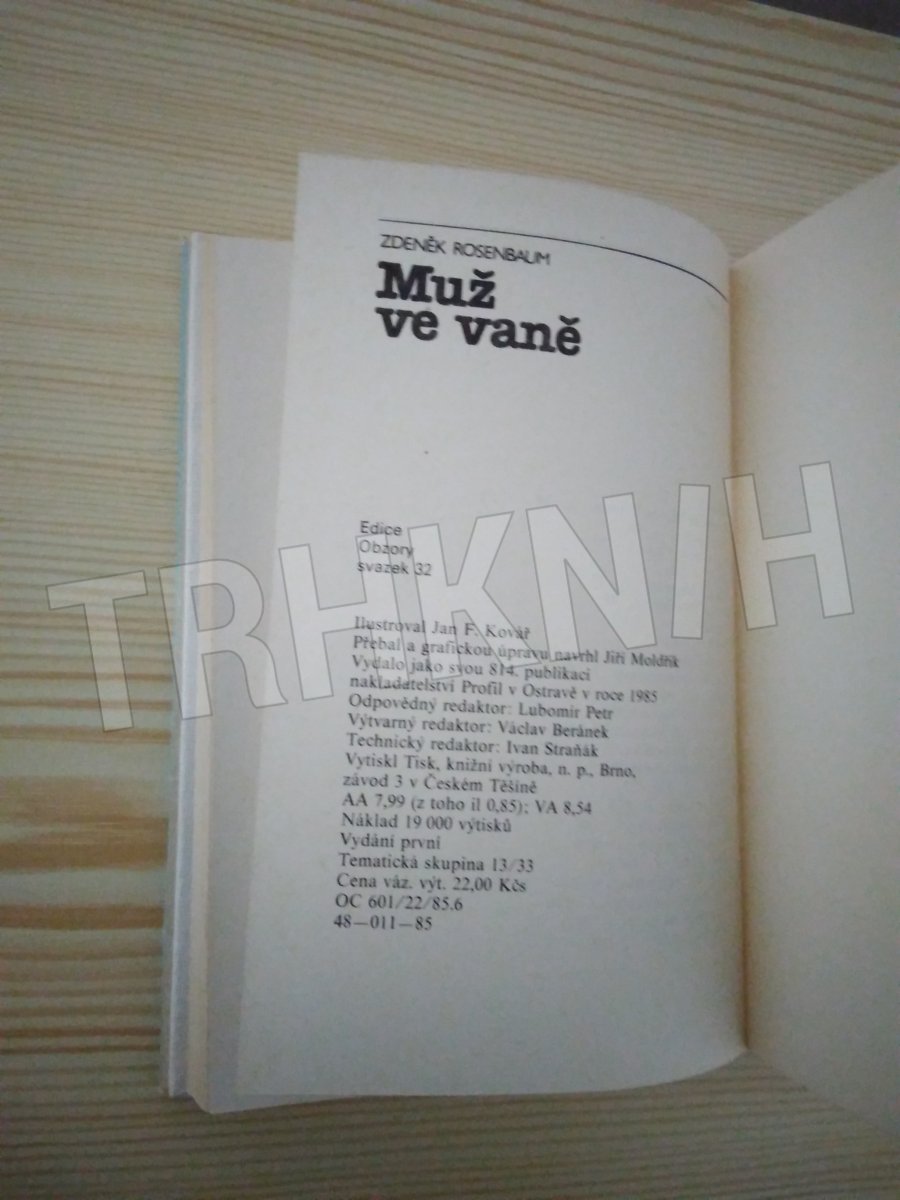 ZDENĚK ROSENBAUM
Muž
ve vaně
Edice
Obzory
svazek 32
Ilustroval Jan F. Kovář
Přebal a grafickou úpravu navrhl Jiří Moldřík
Vydalo jako svou 814. publikaci
nakladatelství Profil v Ostravě v roce 1985
Odpovědný redaktor: Lubomír Petr
Výtvarný redaktor: Václav Beránek
Technický redaktor: Ivan Straňák
Vytiskl Tisk, knižní výroba, n. p., Brno,
závod 3 v Českém Těšíně
AA 7,99 (z toho il 0,85); VA 8,54
Náklad 19 000 výtisků
Vydání první
Tematická skupina 13/33
Cena váz. výt. 22,00 Kčs
OC 601/22/85.6
48—011—85
TRHKNIH